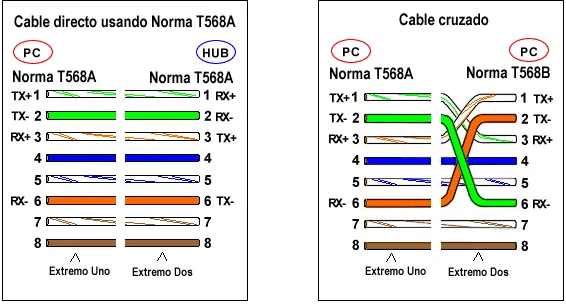 Cable directo usando Norma T568A
PC HUB
Norma T568A Norma T568A
TX+ 1 1 RX+
TX- 2 2 RX-
RX+ 3 3 TX+
4 4
5 5
RX- 6 6 TX-
7 7
8 8
Extremo Uno Extremo Dos
Cable cruzado
PC PC
Norma T568A Norma T568B
TX+ 1 1 TX+
TX- 2 2 TX-
RX+ 3 3 RX+
4 4
5 5
RX- 6 6 RX-
7 7
8 8
Extremo Uno Extremo Dos